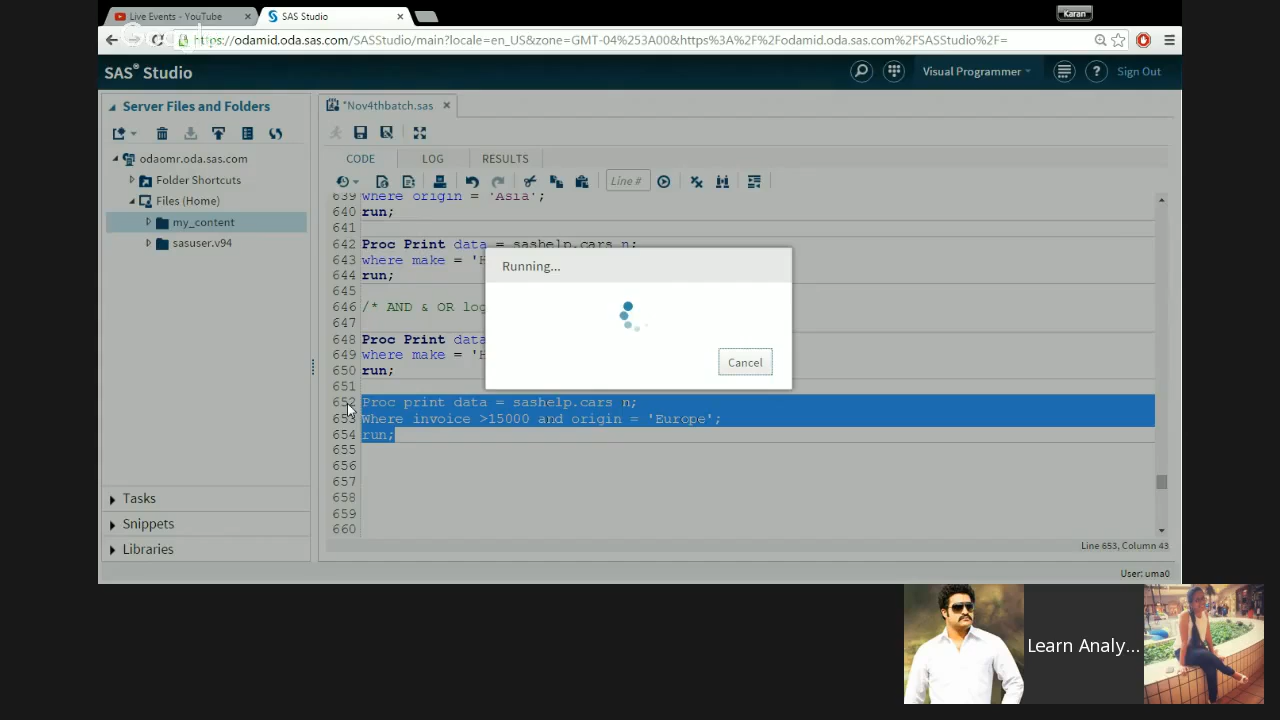 Live Events - YouTube
SAS Studio
Karan
https://odamid.oda.sas.com/SASStudio/main?locale=en_US&zone=GMT-04%253A00&https%3A%2F%2Fodamid.oda.sas.com%2FSASStudio%2F=
SAS® Studio
Visual Programmer
Sign Out
Server Files and Folders
odaomr.oda.sas.com
Folder Shortcuts
Files (Home)
my_content
sasuser.v94
Tasks
Snippets
Libraries
*Nov4thbatch.sas
CODE LOG RESULTS
Line #
639 where origin = 'Asia';
640 run;
641
642 Proc Print data = sashelp.cars n;
643 where make = 'H
644 run;
645
646 /* AND & OR log
647
648 Proc Print data
649 where make = 'H
650 run;
651
652 Proc print data = sashelp.cars n;
653 Where invoice >15000 and origin = 'Europe';
654 run;
655
656
657
658
659
660
Running...
Cancel
Line 653, Column 43
User: uma0
Learn Analy...